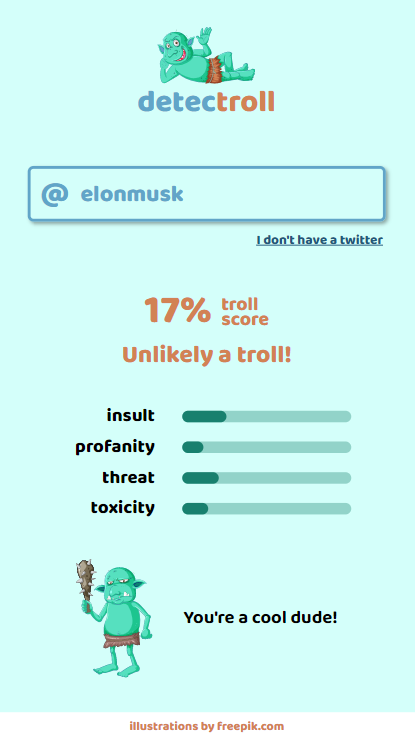 detectroll
@ elonmusk
I don't have a twitter
17% troll
score
Unlikely a troll!
insult
profanity
threat
toxicity
You're a cool dude!
illustrations by freepik.com